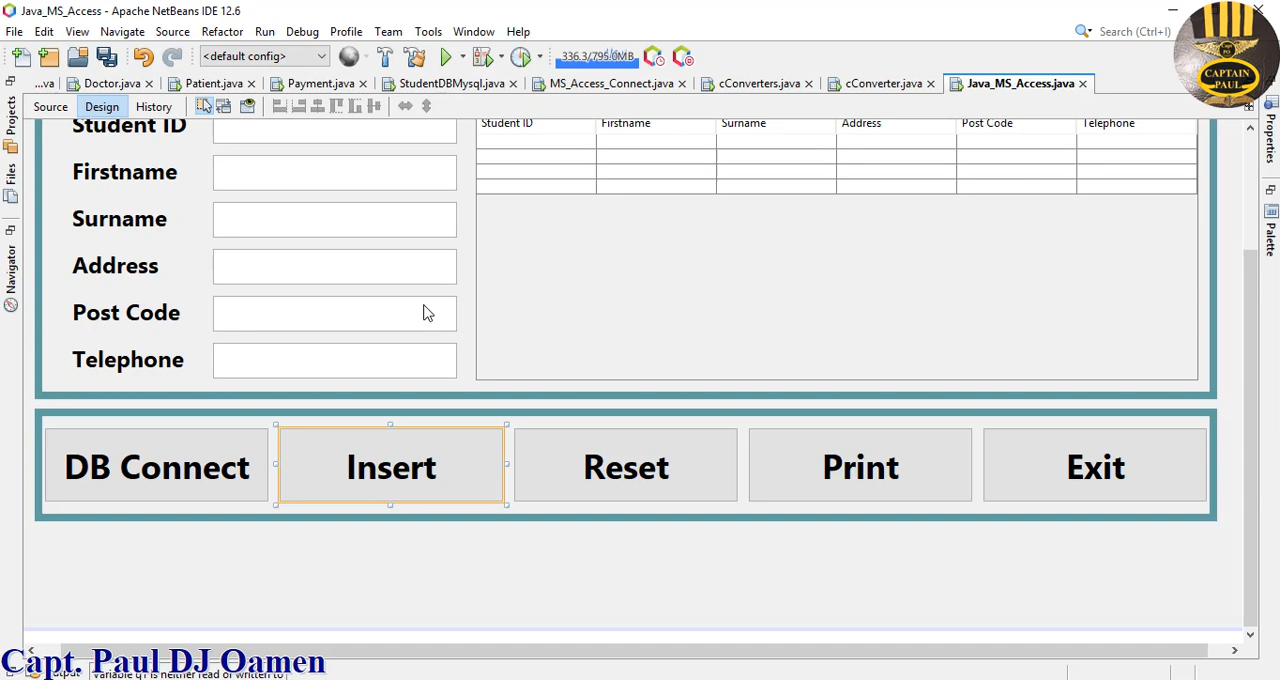 Java_MS_Access - Apache NetBeans IDE 12.6
File Edit View Navigate Source Refactor Run Debug Profile Team Tools Window Help
Search (Ctrl+I)
<default config>
336.3/795.0MB
...va Doctor.java Patient.java Payment.java StudentDBMysql.java MS_Access_Connect.java cConverters.java cConverter.java Java_MS_Access.java
CAPTAIN
PAUL
Source Design History
Projects
Files
Navigator
Properties
Palette
Student ID
Firstname
Surname
Address
Post Code
Telephone
Student ID Firstname Surname Address Post Code Telephone
DB Connect Insert Reset Print Exit
Capt. Paul DJ Oamen
Output